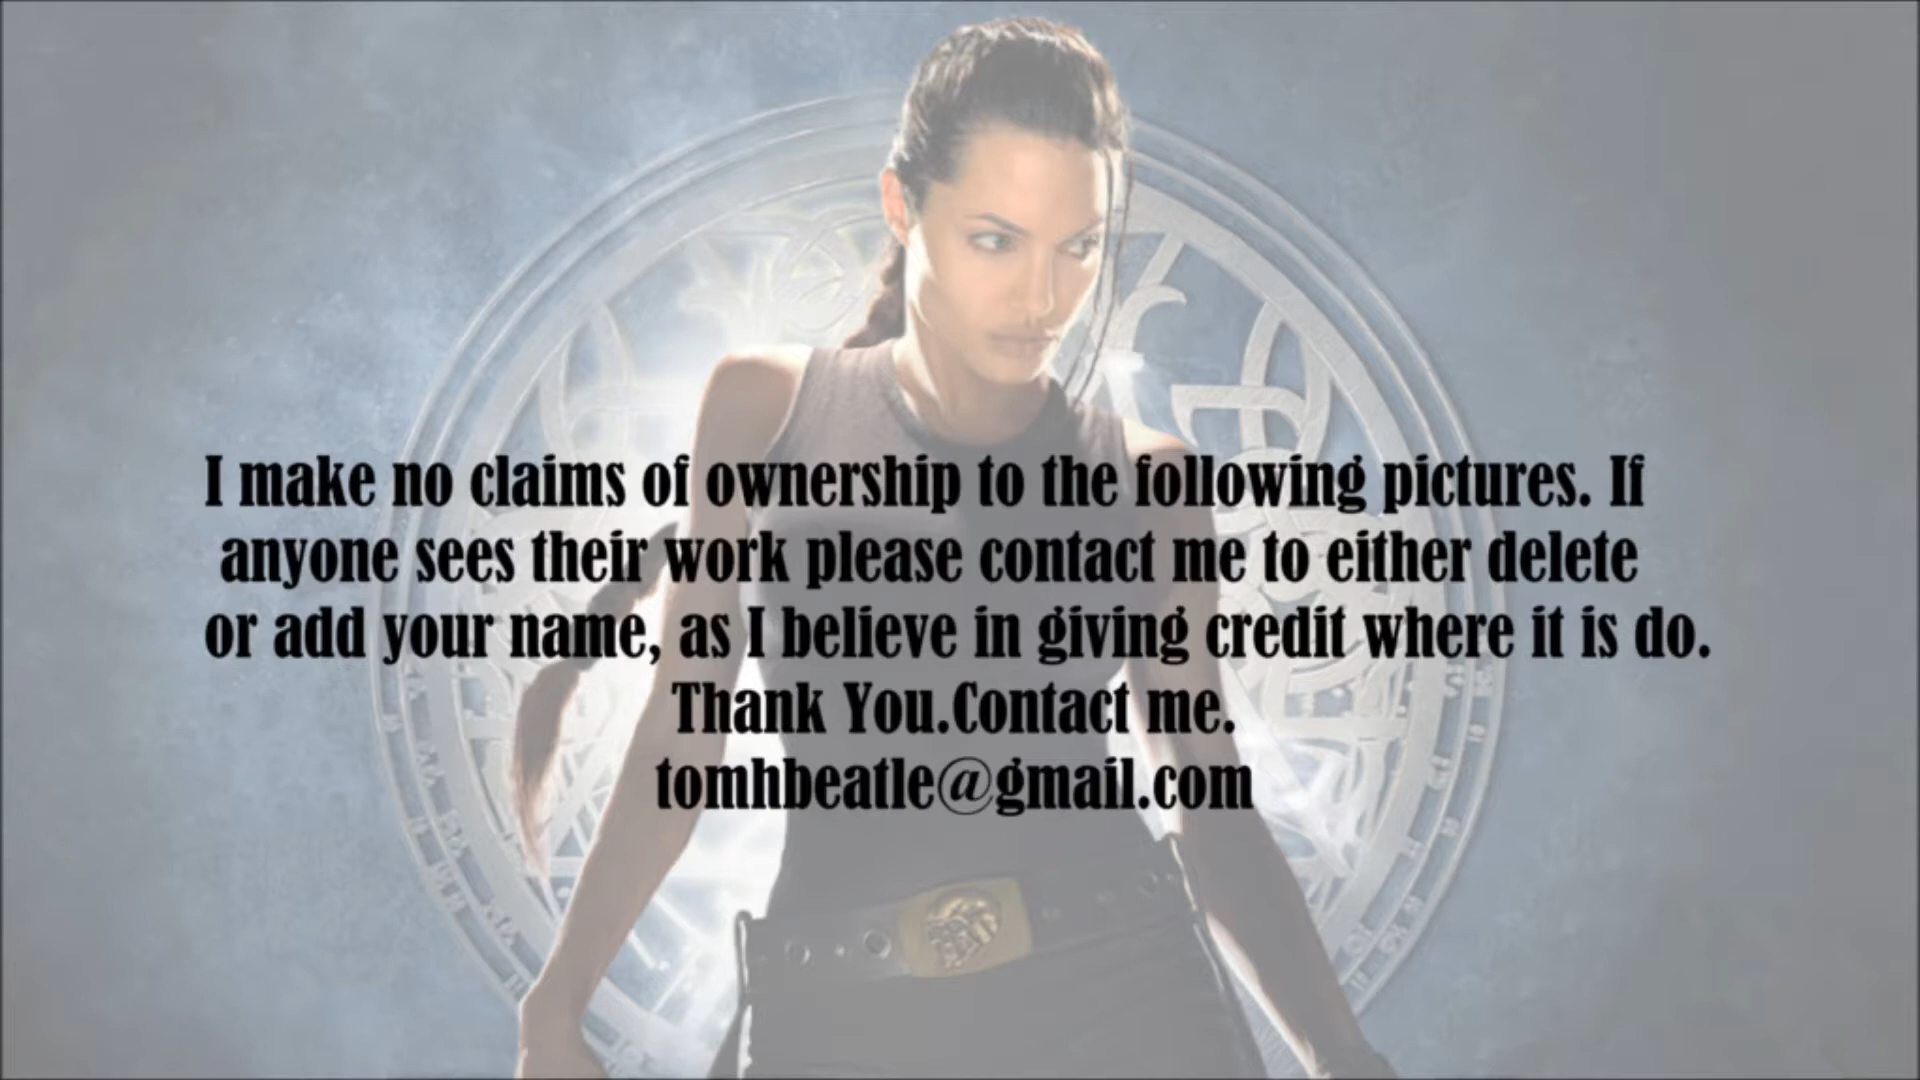 I make no claims of ownership to the following pictures. If
anyone sees their work please contact me to either delete
or add your name, as I believe in giving credit where it is do.
Thank You.Contact me.
tomhbeatle@gmail.com